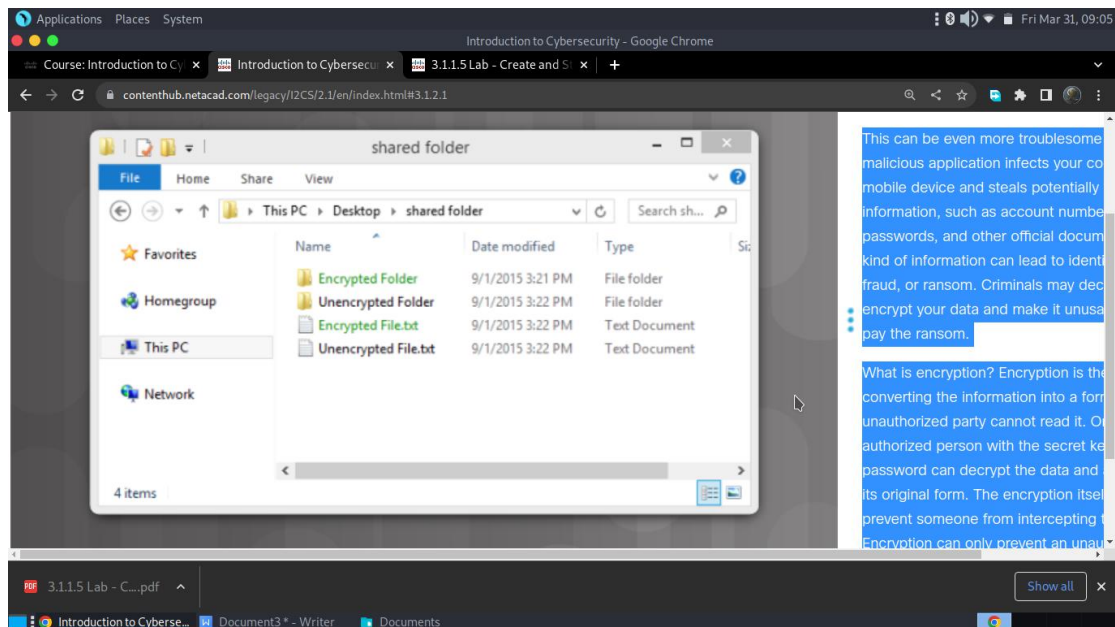 Applications Places System Fri Mar 31, 09:05
Introduction to Cybersecurity - Google Chrome
Course: Introduction to Cy Introduction to Cybersecur 3.1.1.5 Lab - Create and St
contenthub.netacad.com/legacy/I2CS/2.1/en/index.html#3.1.2.1
shared folder
File Home Share View
This PC Desktop shared folder Search sh...
Favorites
Homegroup
This PC
Network
Name Date modified Type Siz
Encrypted Folder 9/1/2015 3:21 PM File folder
Unencrypted Folder 9/1/2015 3:22 PM File folder
Encrypted File.txt 9/1/2015 3:22 PM Text Document
Unencrypted File.txt 9/1/2015 3:22 PM Text Document
4 items
This can be even more troublesome
malicious application infects your co
mobile device and steals potentially
information, such as account numbe
passwords, and other official docum
kind of information can lead to identi
fraud, or ransom. Criminals may dec
encrypt your data and make it unusa
pay the ransom.
What is encryption? Encryption is the
converting the information into a for
unauthorized party cannot read it. O
authorized person with the secret ke
password can decrypt the data and
its original form. The encryption itsel
prevent someone from intercepting t
Encryption can only prevent an unau
PDF 3.1.1.5 Lab - C....pdf Show all
Introduction to Cyberse... Document3 * - Writer Documents